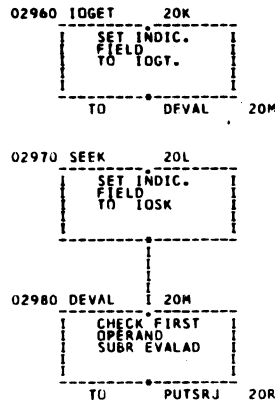 02960 IOGET 20K
SET INDIC.
FIELD
TO IOGT.
TO DEVAL 20M
02970 SEEK 20L
SET INDIC.
FIELD
TO IOSK
02980 DEVAL 20M
CHECK FIRST
OPERAND
SUBR EVALAD
TO PUTSRJ 20R